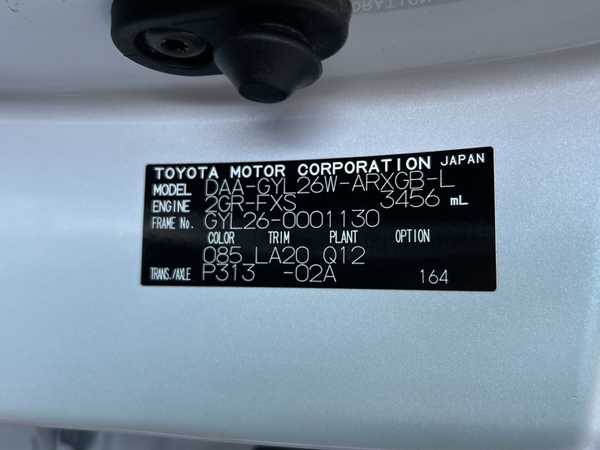 TOYOTA MOTOR CORPORATION JAPAN
MODEL DAA-GYL26W-ARXGB-L
ENGINE 2GR-FXS 3456 mL
FRAME No. GYL26-0001130
COLOR TRIM PLANT OPTION
085 LA20 Q12
TRANS./AXLE P313 -02A 164